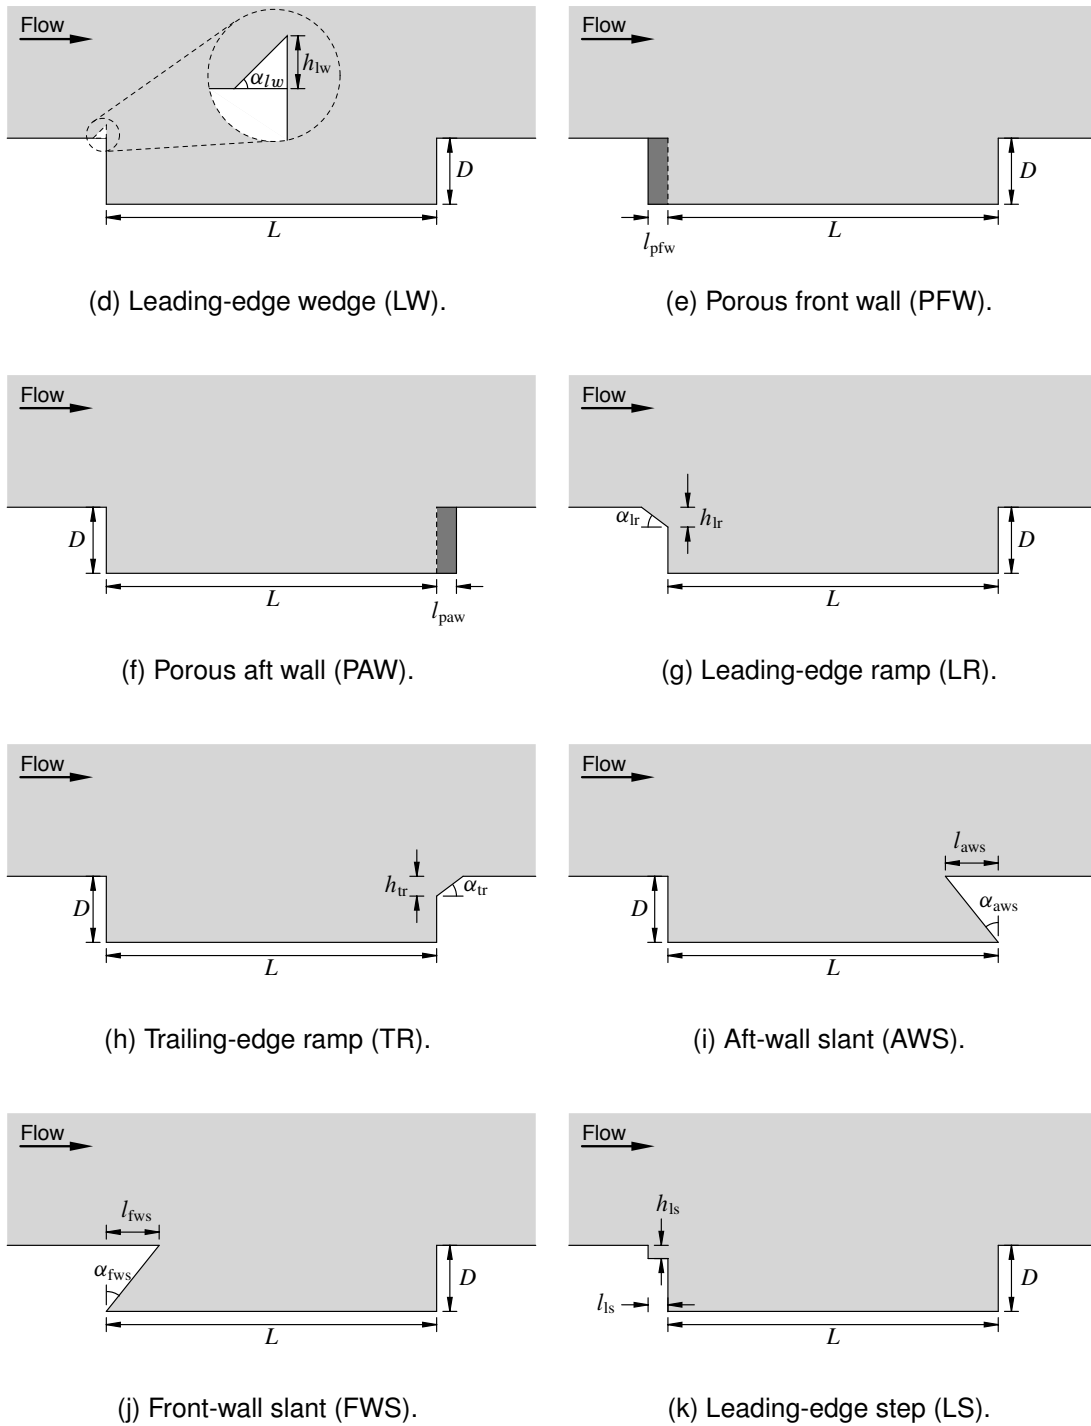 Flow
α_lw
h_lw
D
L
(d) Leading-edge wedge (LW).
Flow
D
L
l_pfw
(e) Porous front wall (PFW).
Flow
D
L
l_paw
(f) Porous aft wall (PAW).
Flow
α_lr
h_lr
D
L
(g) Leading-edge ramp (LR).
Flow
h_tr
α_tr
D
L
(h) Trailing-edge ramp (TR).
Flow
l_aws
D
α_aws
L
(i) Aft-wall slant (AWS).
Flow
l_fws
α_fws
D
L
(j) Front-wall slant (FWS).
Flow
h_ls
D
l_ls
L
(k) Leading-edge step (LS).